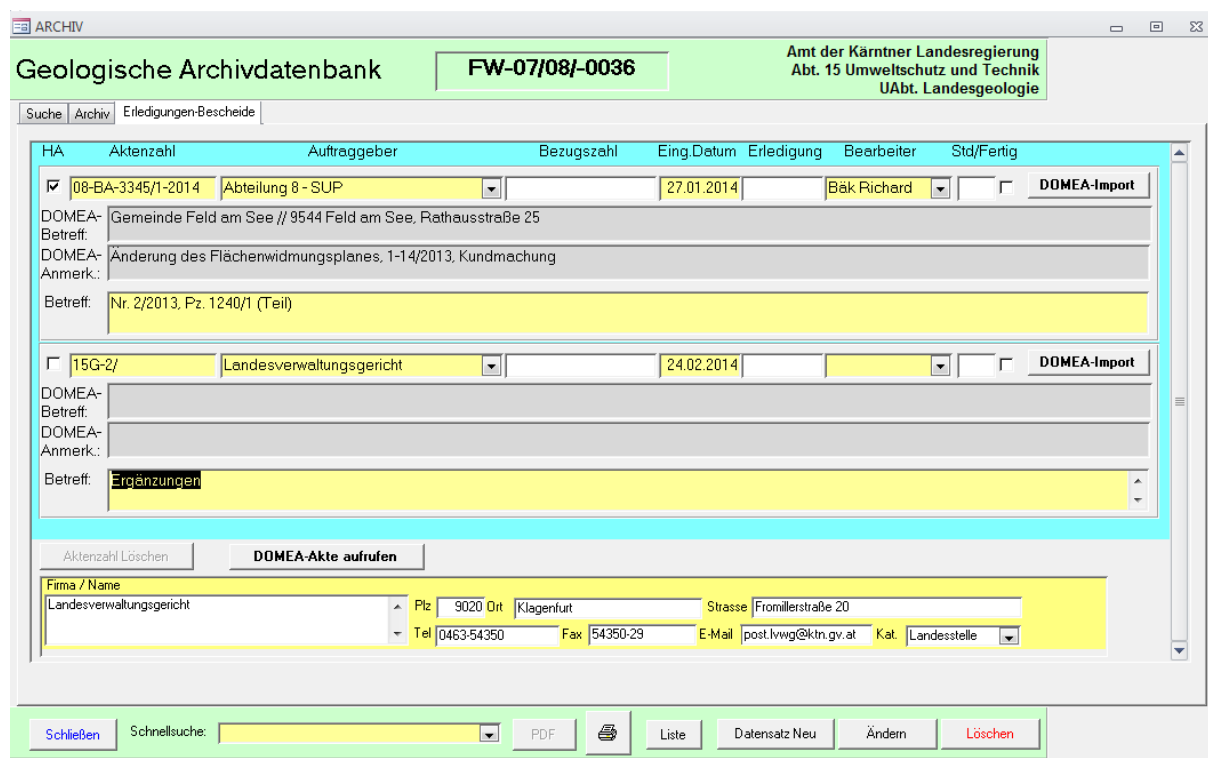 ARCHIV
Geologische Archivdatenbank
FW-07/08/-0036
Amt der Kärntner Landesregierung
Abt. 15 Umweltschutz und Technik
UAbt. Landesgeologie
Suche Archiv Erledigungen-Bescheide
HA Aktenzahl Auftraggeber Bezugszahl Eing.Datum Erledigung Bearbeiter Std/Fertig
08-BA-3345/1-2014 Abteilung 8 - SUP 27.01.2014 Bäk Richard DOMEA-Import
DOMEA-
Betreff: Gemeinde Feld am See // 9544 Feld am See, Rathausstraße 25
DOMEA-
Anmerk.: Änderung des Flächenwidmungsplanes, 1-14/2013, Kundmachung
Betreff: Nr. 2/2013, Pz. 1240/1 (Teil)
15G-2/ Landesverwaltungsgericht 24.02.2014 DOMEA-Import
DOMEA-
Betreff:
DOMEA-
Anmerk.:
Betreff: Ergänzungen
Aktenzahl Löschen DOMEA-Akte aufrufen
Firma / Name
Landesverwaltungsgericht Plz 9020 Ort Klagenfurt Strasse Fromillerstraße 20
Tel 0463-54350 Fax 54350-29 E-Mail post.lvwg@ktn.gv.at Kat. Landesstelle
Schließen Schnellsuche: PDF Liste Datensatz Neu Ändern Löschen